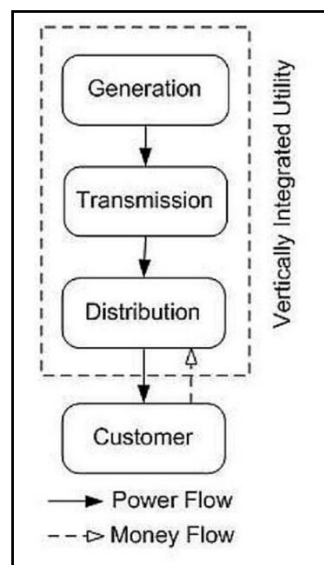 Generation
Transmission
Distribution
Vertically Integrated Utility
Customer
Power Flow
Money Flow